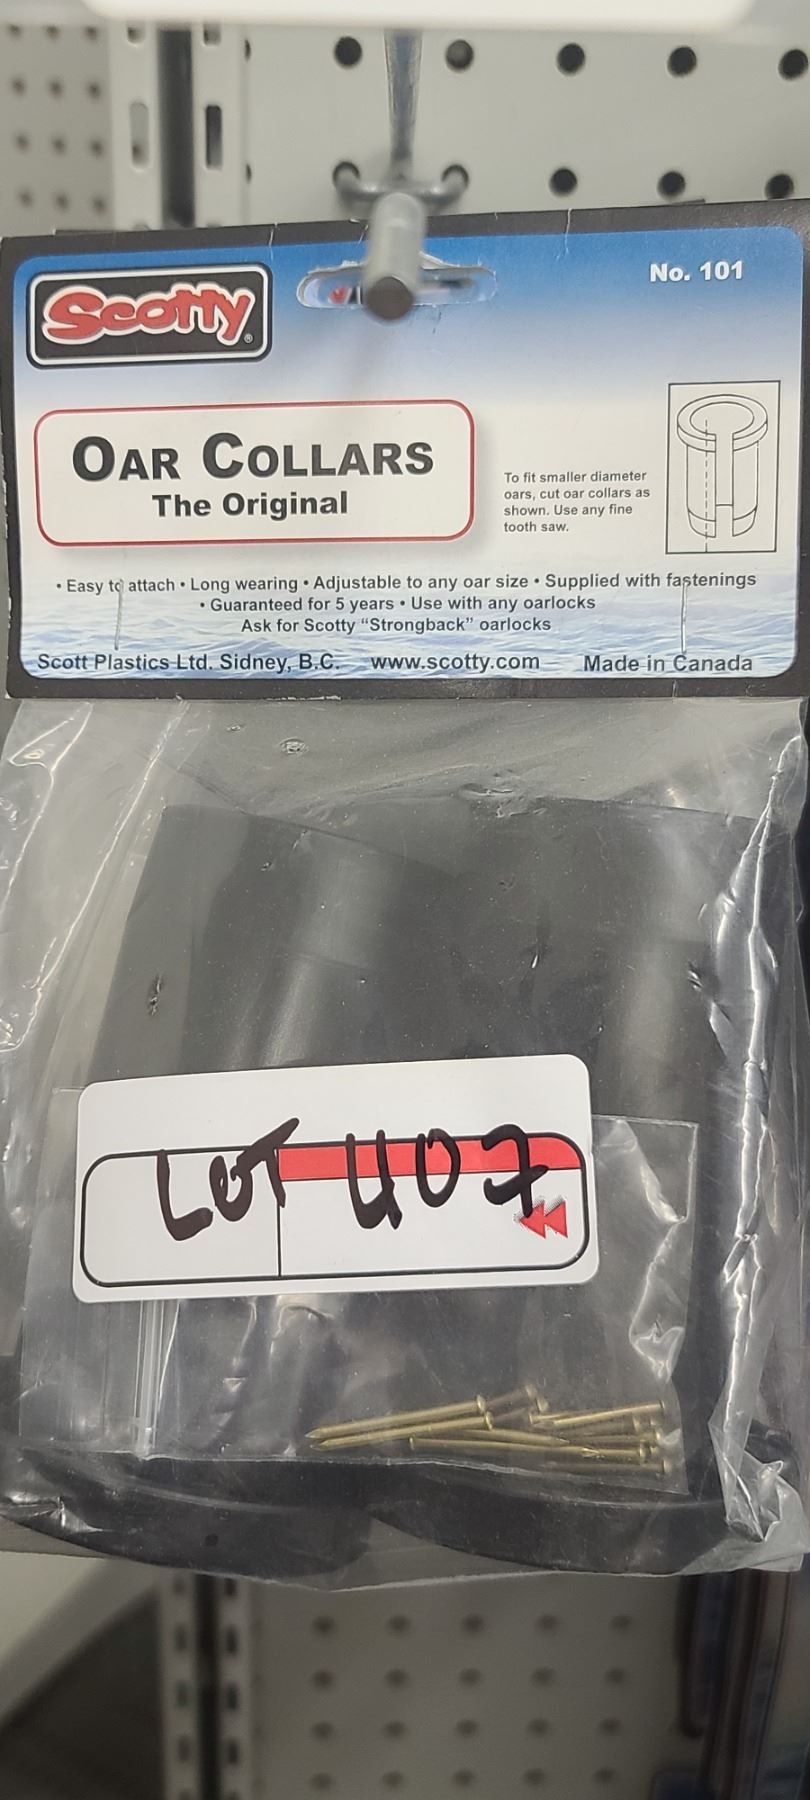 Scotty®
No. 101
OAR COLLARS
The Original
To fit smaller diameter
oars, cut oar collars as
shown. Use any fine
tooth saw.
• Easy to attach • Long wearing • Adjustable to any oar size • Supplied with fastenings
• Guaranteed for 5 years • Use with any oarlocks
Ask for Scotty “Strongback” oarlocks
Scott Plastics Ltd. Sidney, B.C. www.scotty.com Made in Canada
LOT 407